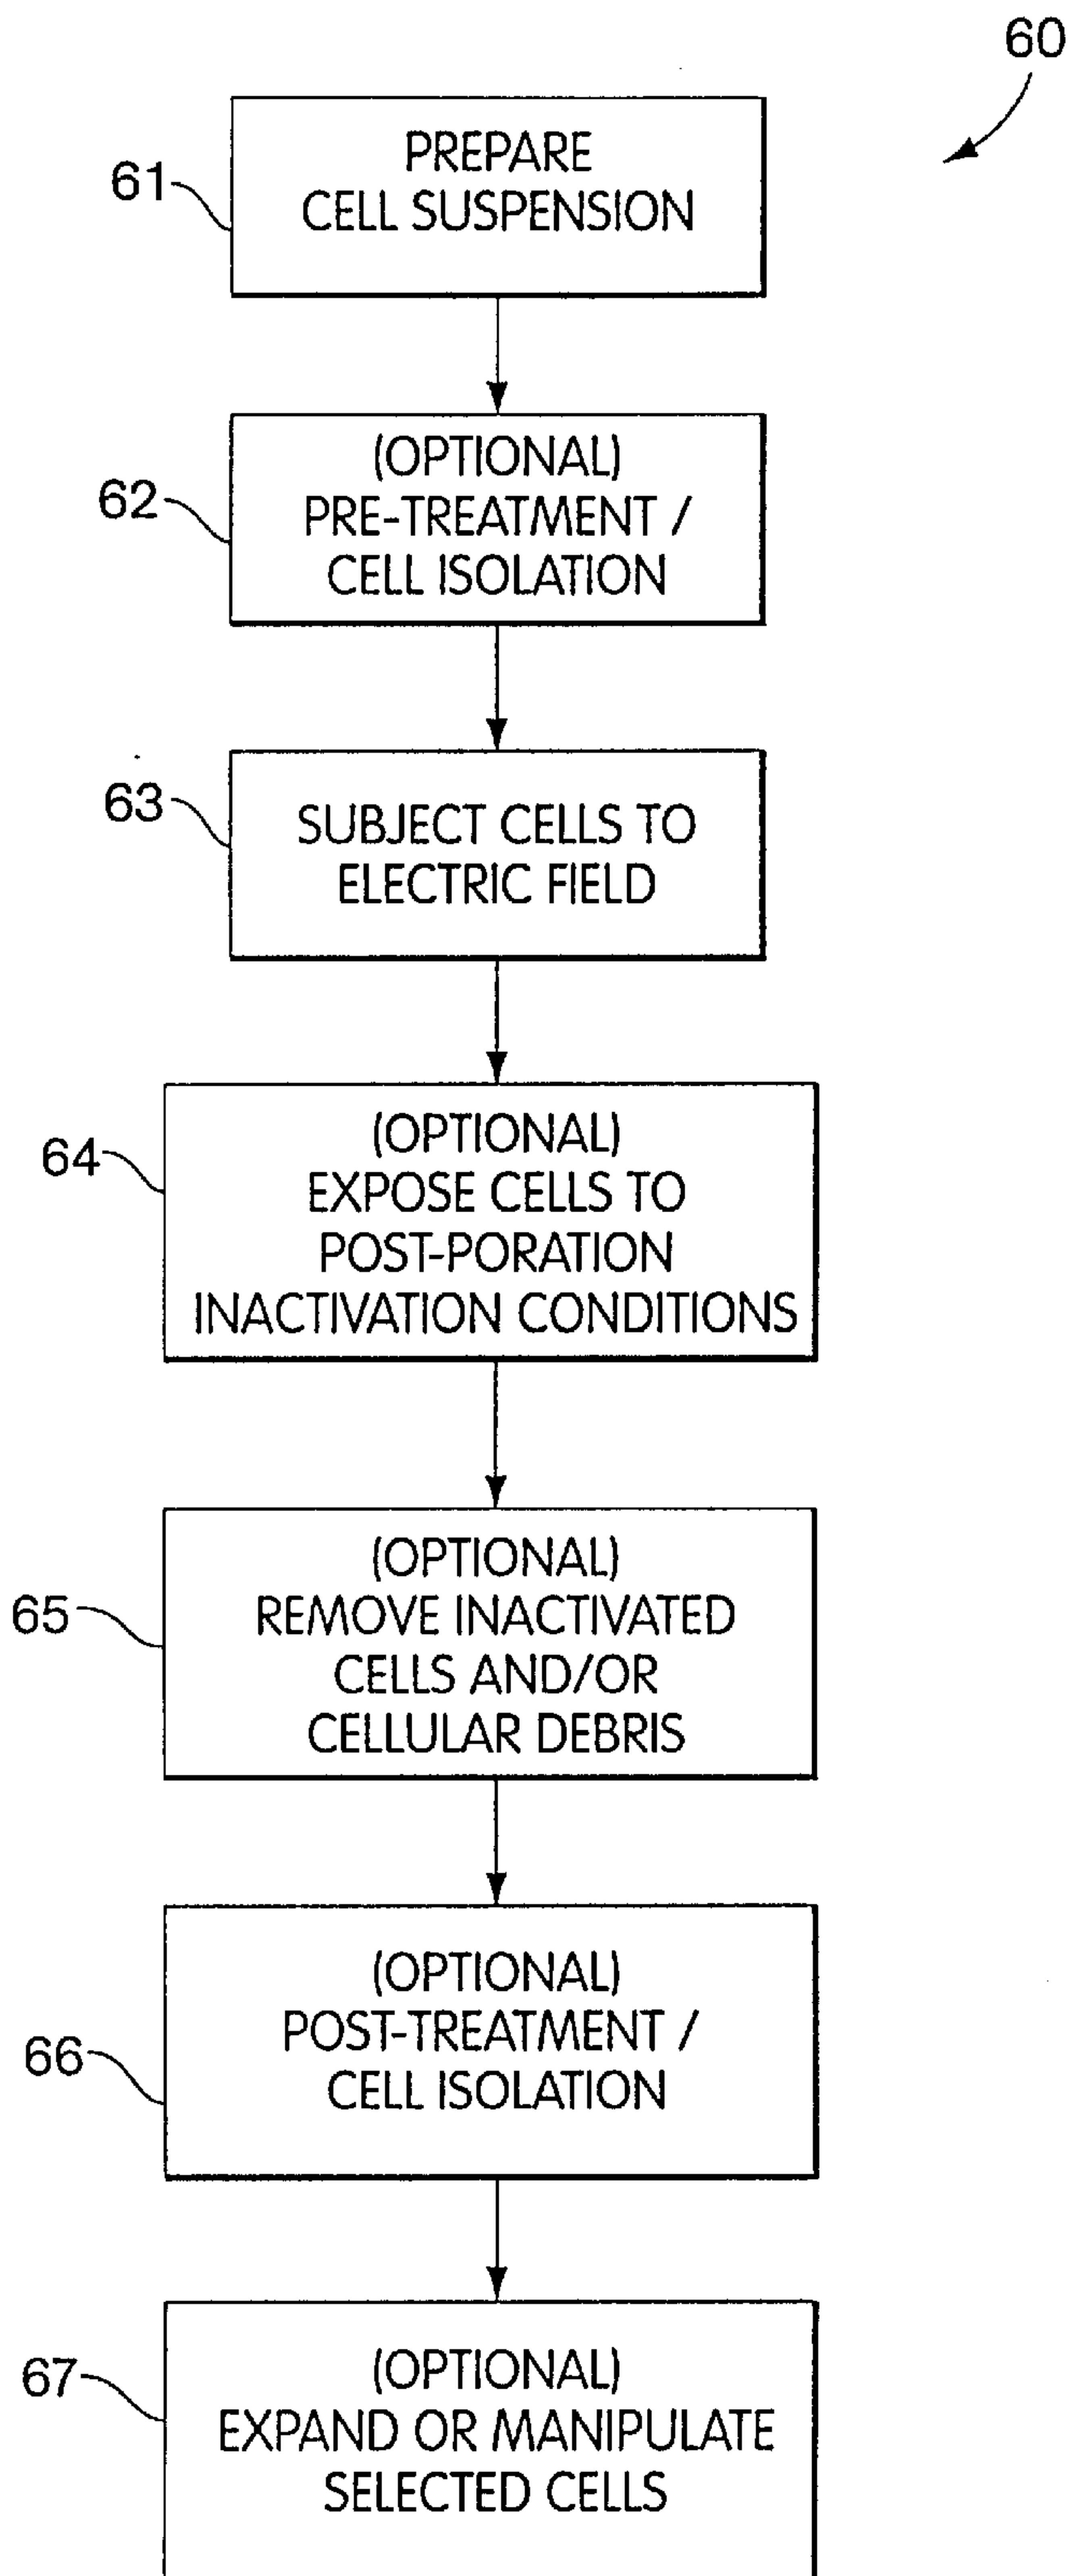 60
61
PREPARE
CELL SUSPENSION
62
(OPTIONAL)
PRE-TREATMENT /
CELL ISOLATION
63
SUBJECT CELLS TO
ELECTRIC FIELD
64
(OPTIONAL)
EXPOSE CELLS TO
POST-PORATION
INACTIVATION CONDITIONS
65
(OPTIONAL)
REMOVE INACTIVATED
CELLS AND/OR
CELLULAR DEBRIS
66
(OPTIONAL)
POST-TREATMENT /
CELL ISOLATION
67
(OPTIONAL)
EXPAND OR MANIPULATE
SELECTED CELLS